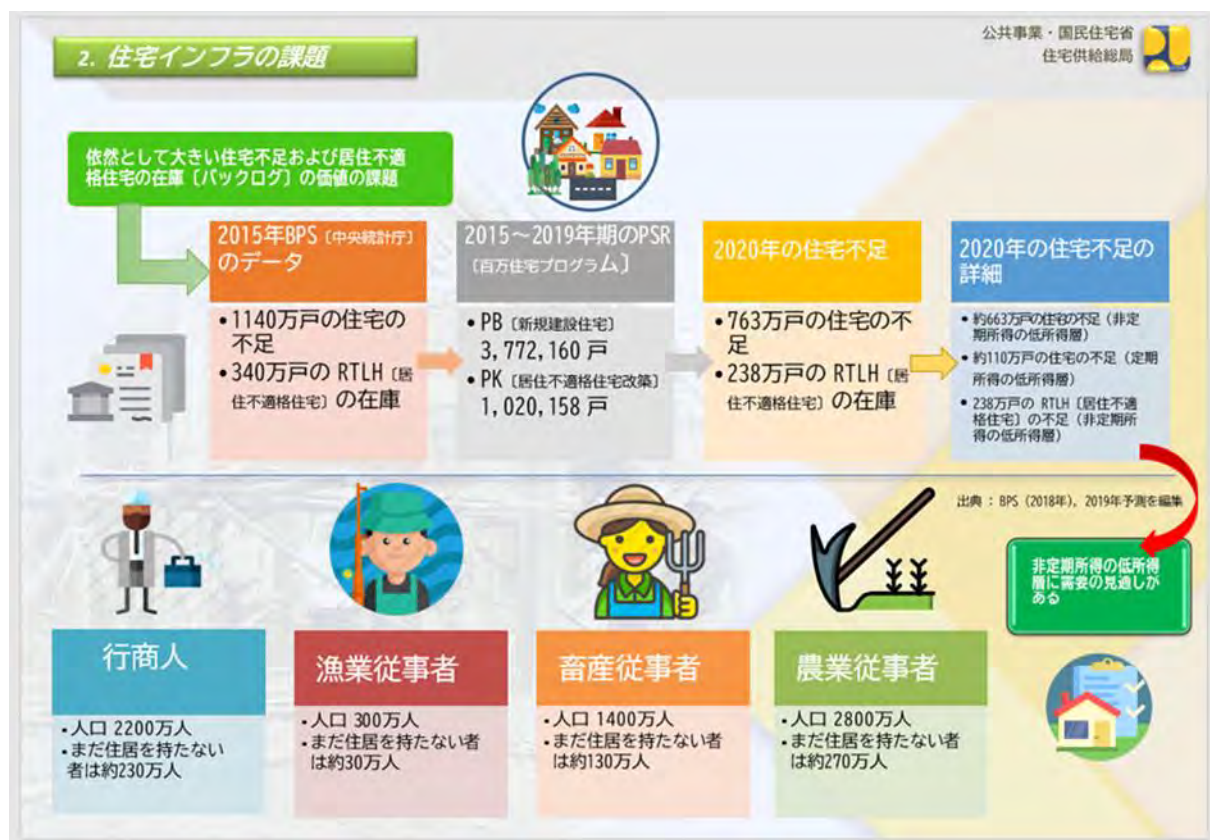 公共事業・国民住宅省
住宅供給総局
2. 住宅インフラの課題
依然として大きい住宅不足および居住不適
格住宅の在庫〔バックログ〕の価値の課題
2015年BPS〔中央統計庁〕
のデータ
•1140万戸の住宅の
不足
•340万戸の RTLH〔居
住不適格住宅〕の在庫
2015～2019年期のPSR
〔百万住宅プログラム〕
• PB〔新規建設住宅〕
3,772,160 戸
• PK〔居住不適格住宅改築〕
1,020,158 戸
2020年の住宅不足
•763万戸の住宅の不
足
•238万戸の RTLH〔居
住不適格住宅〕の在庫
2020年の住宅不足の
詳細
• 約663万戸の住宅の不足（非定
期所得の低所得層）
• 約110万戸の住宅の不足（定期
所得の低所得層）
• 238万戸の RTLH〔居住不適
格住宅〕の不足（非定期所
得の低所得層）
出典 : BPS（2018年），2019年予測を編集
非定期所得の低所得
層に需要の見通しが
ある
行商人
•人口 2200万人
•まだ住居を持たない
者は約230万人
漁業従事者
•人口 300万人
•まだ住居を持たない者
は約30万人
畜産従事者
•人口 1400万人
•まだ住居を持たない者
は約130万人
農業従事者
•人口 2800万人
•まだ住居を持たない者
は約270万人